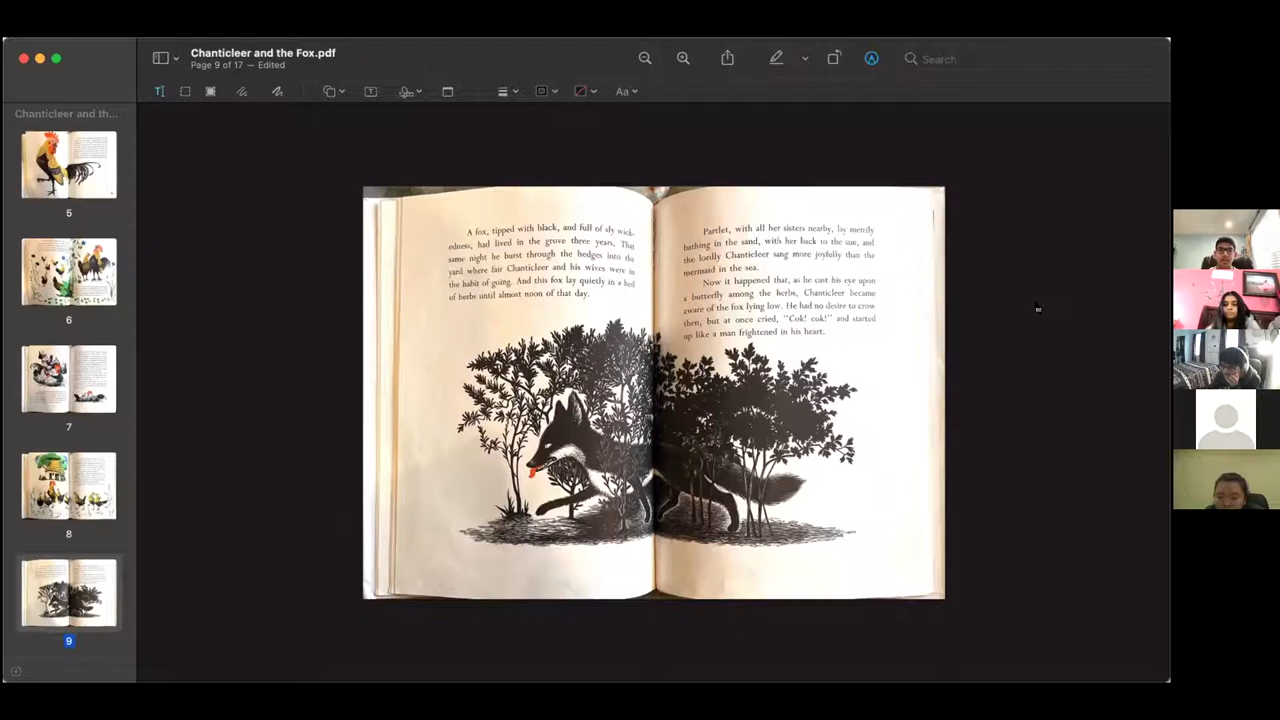 Chanticleer and the Fox.pdf
Page 9 of 17 — Edited
Search
Aa
Chanticleer and th...
5
6
7
8
9
A fox, tipped with black, and full of sly wick-
edness, had lived in the grove three years. That
same night he burst through the hedges into the
yard where fair Chanticleer and his wives were in
the habit of going. And this fox lay quietly in a bed
of herbs until almost noon of that day.
Partlet, with all her sisters nearby, lay merrily
bathing in the sand, with her back to the sun, and
the lordly Chanticleer sang more joyfully than the
mermaid in the sea.
Now it happened that, as he cast his eye upon
a butterfly among the herbs, Chanticleer became
aware of the fox lying low. He had no desire to crow
then, but at once cried, "Cok! cok!" and started
up like a man frightened in his heart.